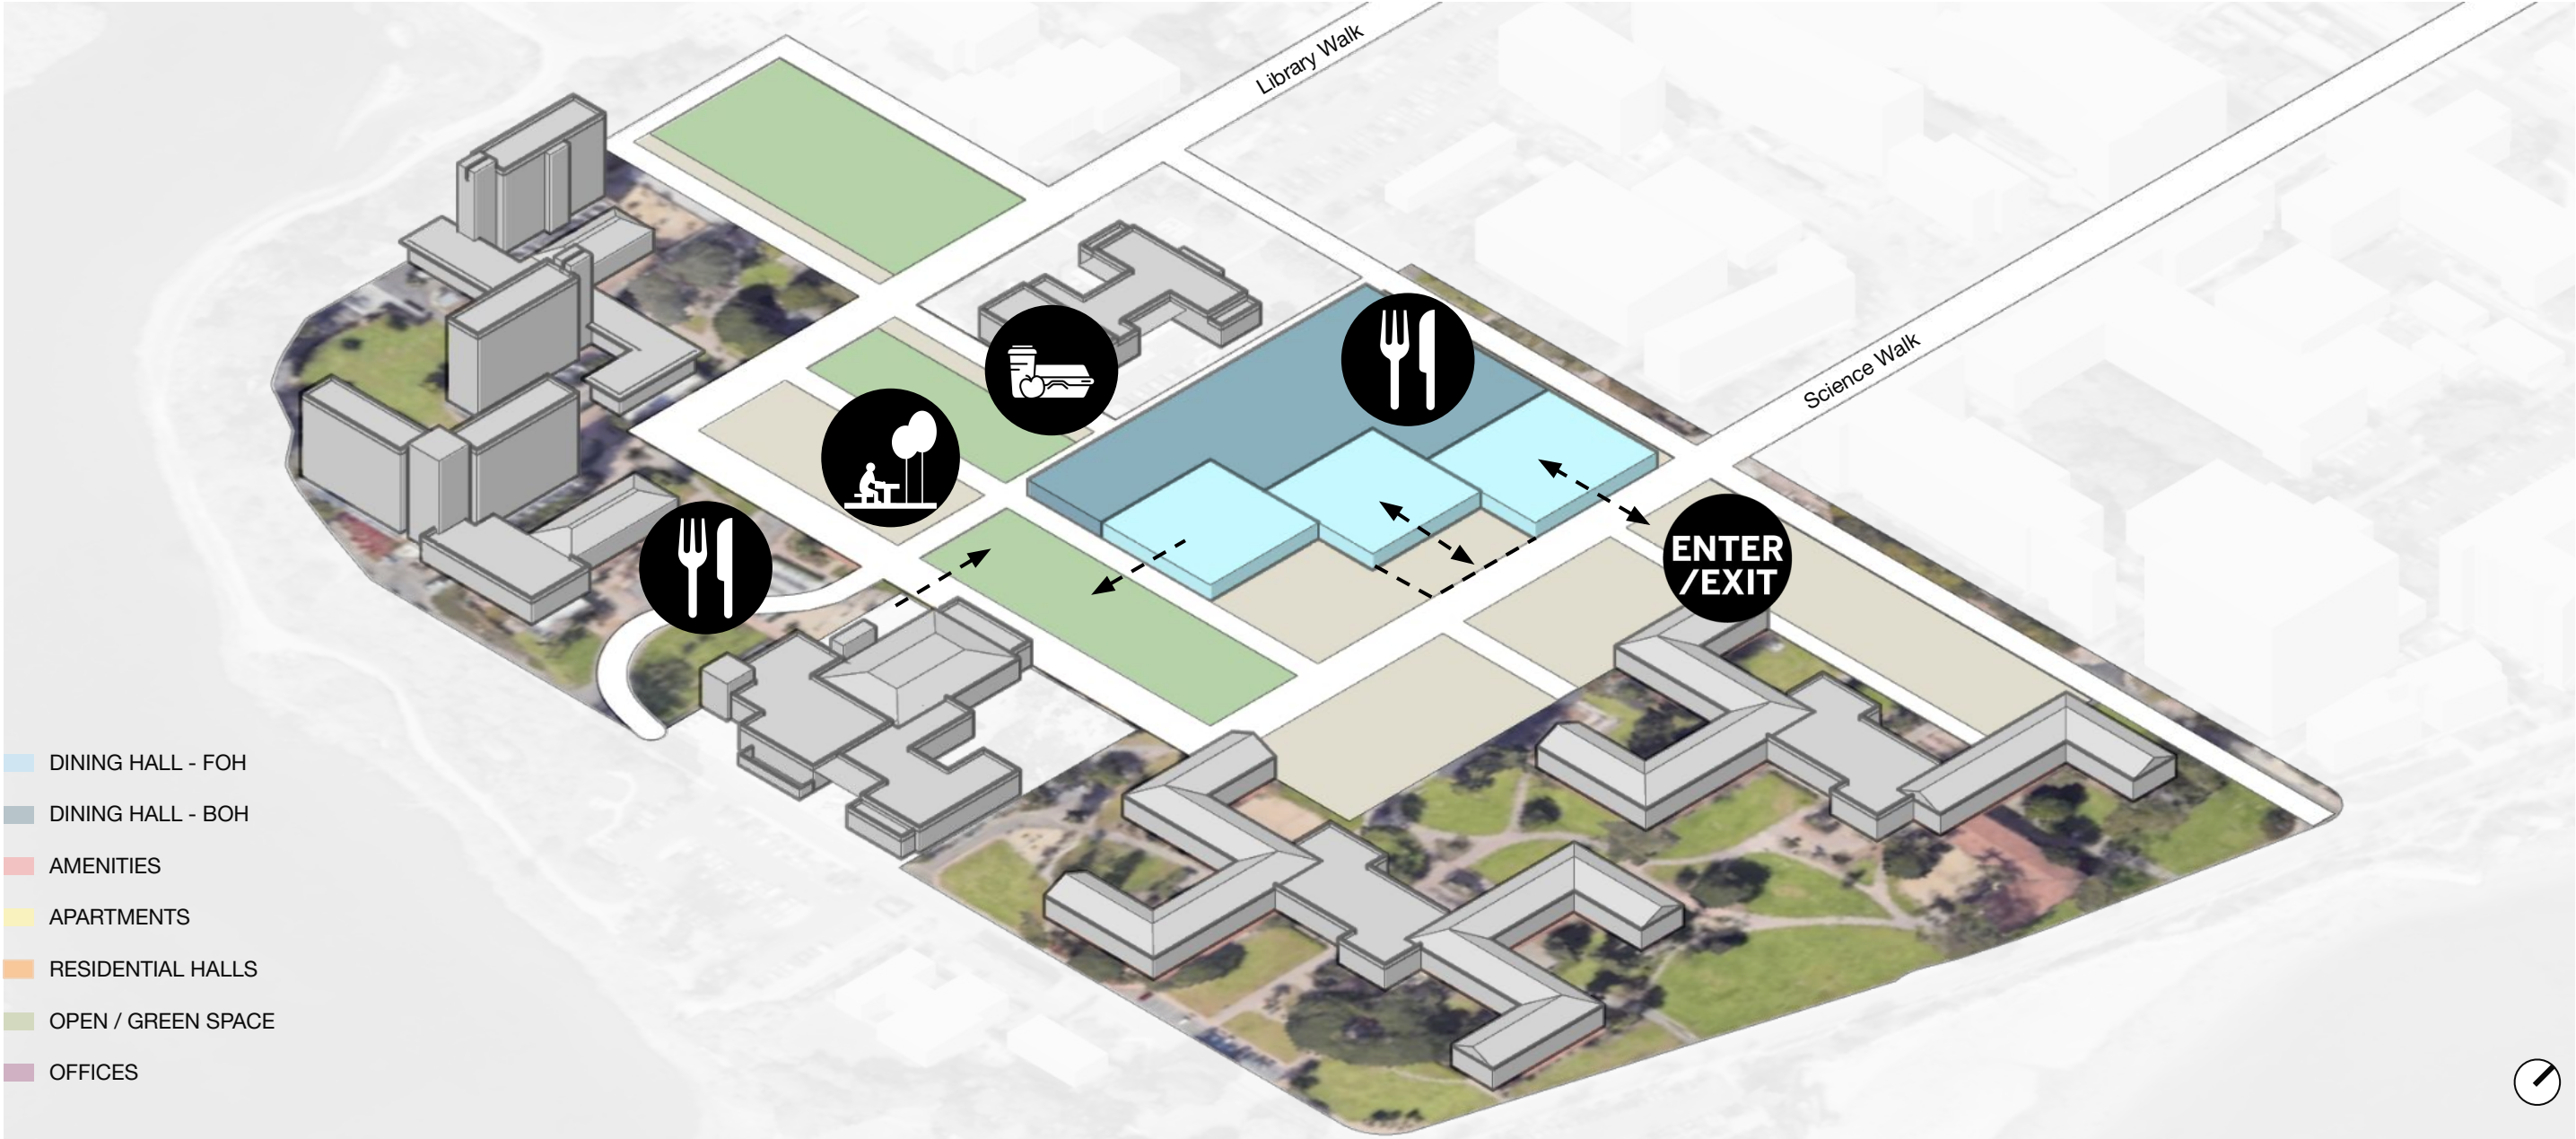 Library Walk
Science Walk
ENTER
/EXIT
DINING HALL - FOH
DINING HALL - BOH
AMENITIES
APARTMENTS
RESIDENTIAL HALLS
OPEN / GREEN SPACE
OFFICES